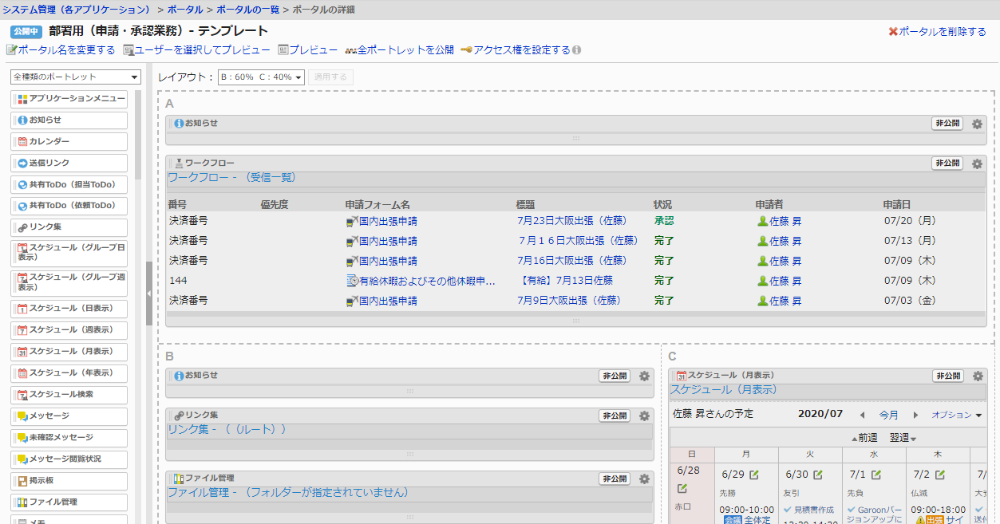 システム管理（各アプリケーション） > ポータル > ポータルの一覧 > ポータルの詳細
公開中 部署用（申請・承認業務）- テンプレート
ポータルを削除する
ポータル名を変更する ユーザーを選択してプレビュー プレビュー 全ポートレットを公開 アクセス権を設定する
全種類のポートレット
アプリケーションメニュー
お知らせ
カレンダー
送信リンク
共有ToDo（担当ToDo）
共有ToDo（依頼ToDo）
リンク集
スケジュール（グループ日
表示）
スケジュール（グループ週
表示）
スケジュール（日表示）
スケジュール（週表示）
スケジュール（月表示）
スケジュール（年表示）
スケジュール検索
メッセージ
未確認メッセージ
メッセージ閲覧状況
掲示板
ファイル管理
メモ
レイアウト： B：60% C：40% 適用する
A
お知らせ 非公開
ワークフロー 非公開
ワークフロー - （受信一覧）
番号 優先度 申請フォーム名 標題 状況 申請者 申請日
決済番号 国内出張申請 7月23日大阪出張（佐藤） 承認 佐藤 昇 07/20（月）
決済番号 国内出張申請 ７月１６日大阪出張（佐藤） 完了 佐藤 昇 07/13（月）
決済番号 国内出張申請 7月16日大阪出張（佐藤） 完了 佐藤 昇 07/09（木）
144 有給休暇およびその他休暇申... 【有給】7月13日佐藤 完了 佐藤 昇 07/09（木）
決済番号 国内出張申請 7月9日大阪出張（佐藤） 完了 佐藤 昇 07/03（金）
B
お知らせ 非公開
リンク集 非公開
リンク集 - （（ルート））
ファイル管理 非公開
ファイル管理 - （フォルダーが指定されていません）
C
スケジュール（月表示） 非公開
スケジュール（月表示）
佐藤 昇さんの予定 2020/07 今月 オプション
前週 翌週
日 月 火 水 木
6/28 6/29 6/30 7/1 7/2 7/
赤口 先勝 友引 先負 仏滅 大安
09:00-10:00 見積書作成 Garoonバー 09:00-18:00 送付
会議 全体定 ージョンアップに 出張 サイ